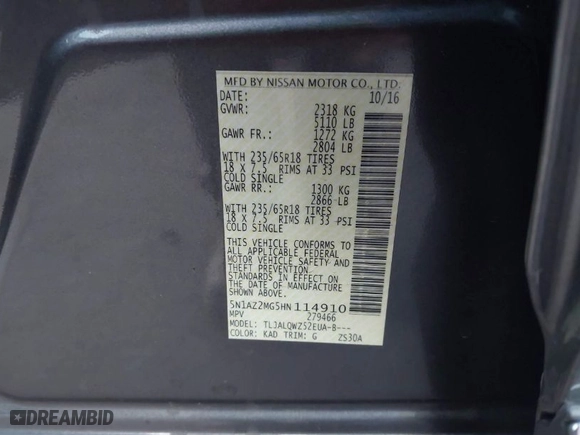 MFD BY NISSAN MOTOR CO., LTD.
DATE: 10/16
GVWR: 2318 KG
5110 LB
GAWR FR.: 1272 KG
2804 LB
WITH 235/65R18 TIRES
18 X 7.5 RIMS AT 33 PSI
COLD SINGLE
GAWR RR.: 1300 KG
2866 LB
WITH 235/65R18 TIRES
18 X 7.5 RIMS AT 33 PSI
COLD SINGLE
THIS VEHICLE CONFORMS TO
ALL APPLICABLE FEDERAL
MOTOR VEHICLE SAFETY AND
THEFT PREVENTION
STANDARDS IN EFFECT ON
THE DATE OF MANUFACTURE
SHOWN ABOVE.
5N1AZ2MG5HN114910
MPV 279466
MODEL: TLJALQWZ52EUA-B---
COLOR: KAD TRIM: G ZS30A
DREAMBID